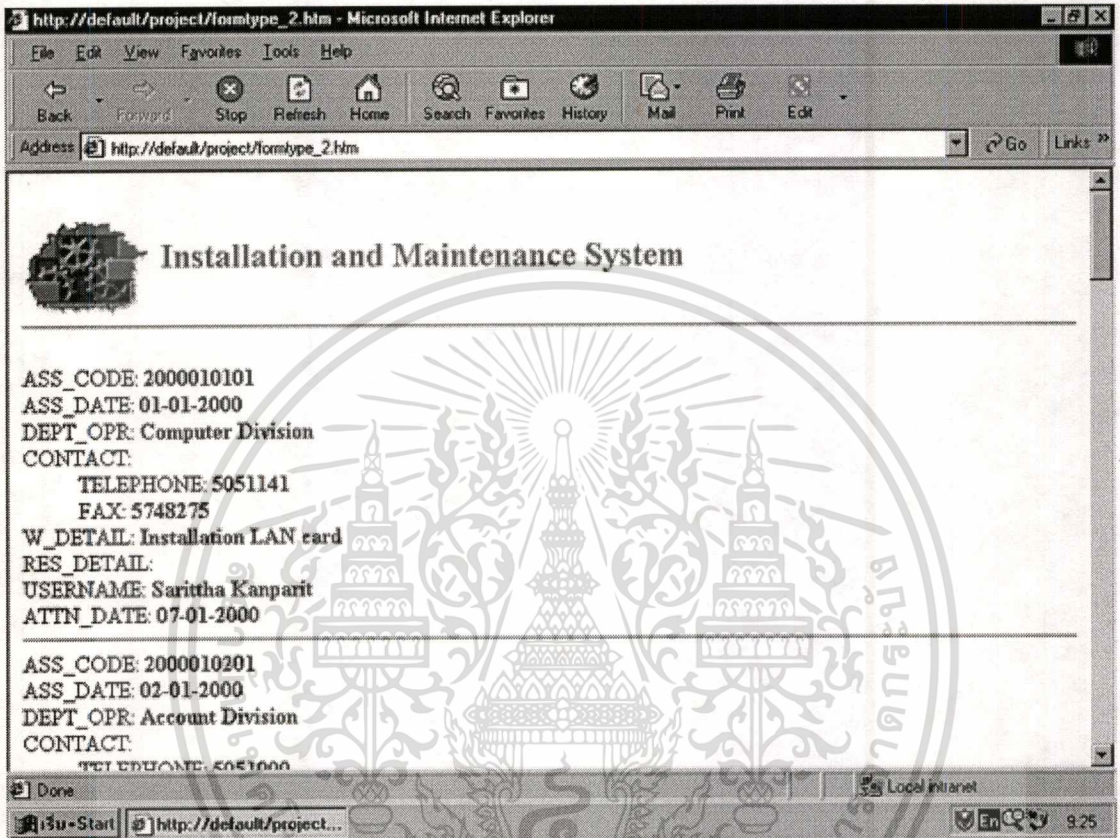 http://default/project/formtype_2.htm - Microsoft Internet Explorer
File Edit View Favorites Tools Help
Back Forward Stop Refresh Home Search Favorites History Mail Print Edit
Address http://default/project/formtype_2.htm Go Links »
Installation and Maintenance System
ASS_CODE: 2000010101
ASS_DATE: 01-01-2000
DEPT_OPR: Computer Division
CONTACT:
TELEPHONE: 5051141
FAX: 5748275
W_DETAIL: Installation LAN card
RES_DETAIL:
USERNAME: Sarittha Kanparit
ATTN_DATE: 07-01-2000
ASS_CODE: 2000010201
ASS_DATE: 02-01-2000
DEPT_OPR: Account Division
CONTACT:
TELEPHONE: 5051000
Done Local intranet
เริ่ม-Start http://default/project... En 9:25